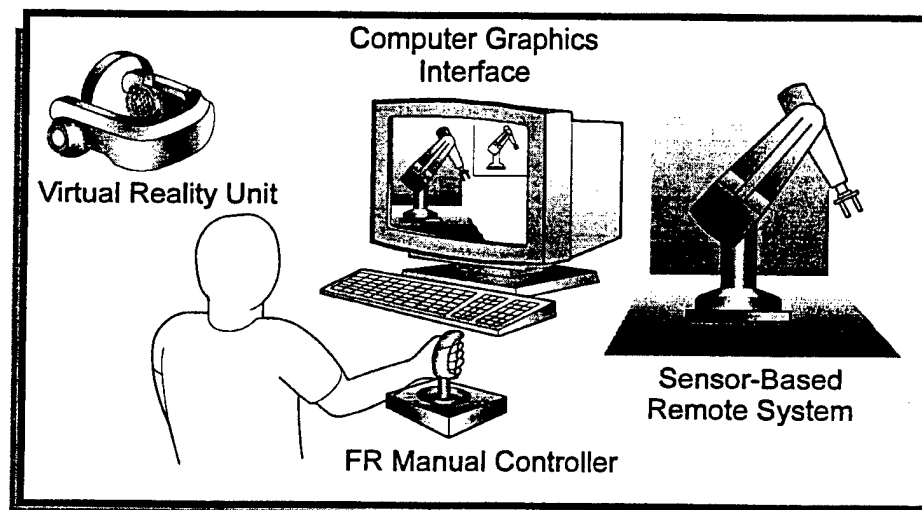 Computer Graphics
Interface
Virtual Reality Unit
Sensor-Based
Remote System
FR Manual Controller